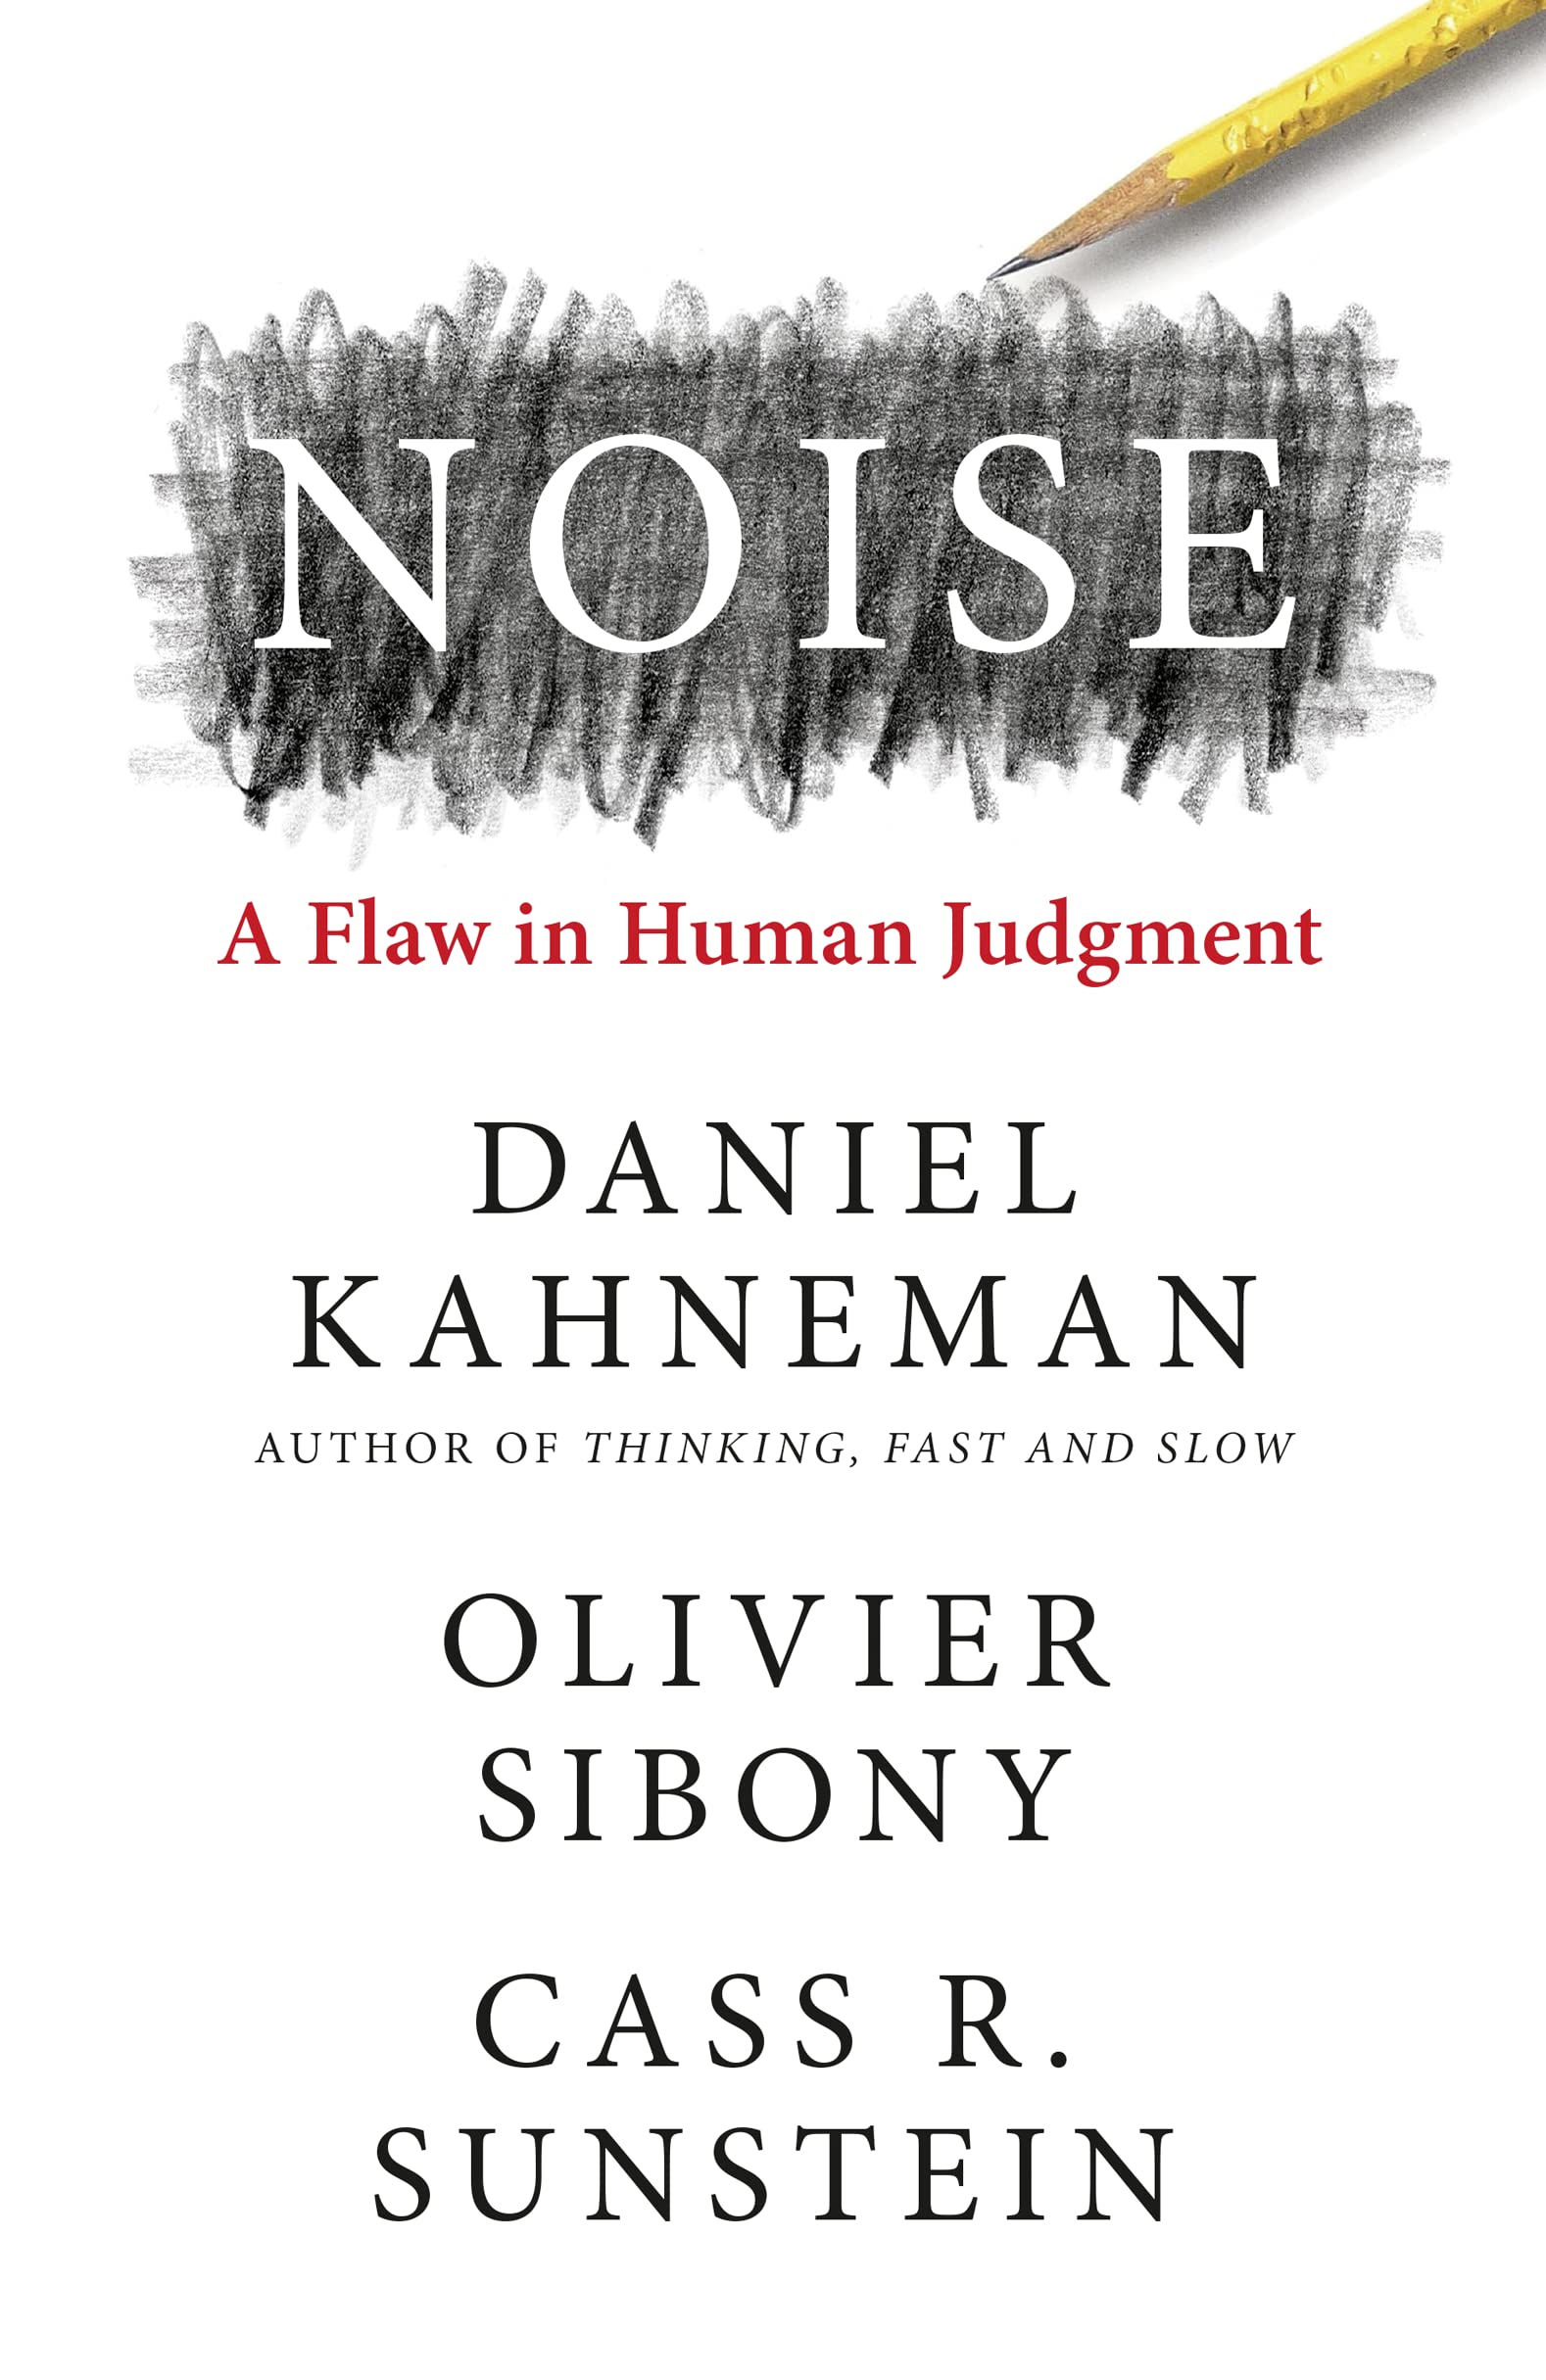 NOISE
A Flaw in Human Judgment
DANIEL
KAHNEMAN
AUTHOR OF THINKING, FAST AND SLOW
OLIVIER
SIBONY
CASS R.
SUNSTEIN